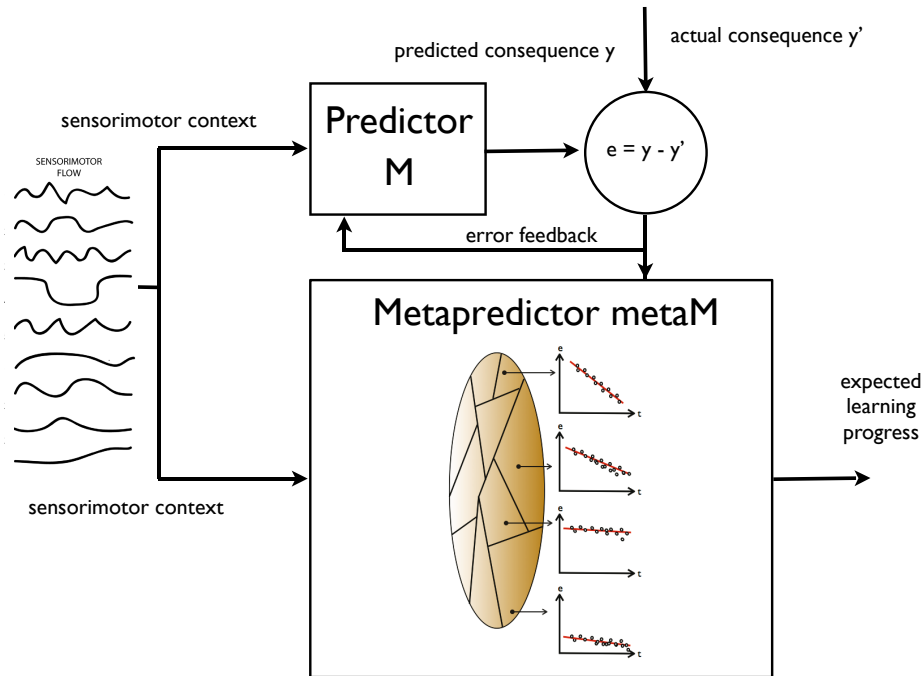 actual consequence y'
predicted consequence y
sensorimotor context
Predictor
M
e = y - y'
SENSORIMOTOR
FLOW
error feedback
Metapredictor metaM
e
t
e
t
e
t
e
t
expected
learning
progress
sensorimotor context